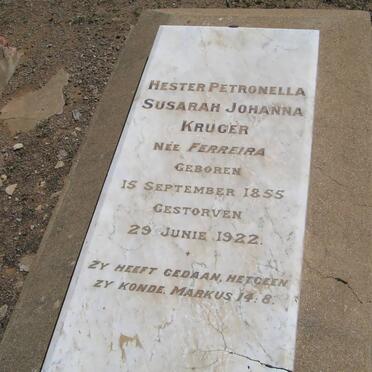 HESTER PETRONELLA
SUSARAH JOHANNA
KRUGER
NÉE FERREIRA
GEBOREN
15 SEPTEMBER 1855
GESTORVEN
29 JUNIE 1922.
ZY HEEFT GEDAAN, HETGEEN
ZY KONDE. MARKUS 14. 8.